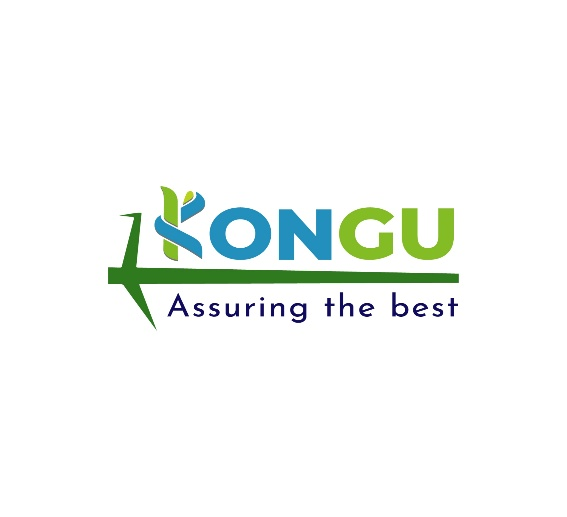 KONGU
Assuring the best